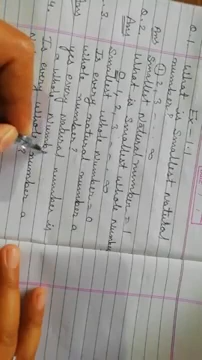 Ex-1.1
Q.1 What is smallest natural
number?
Ans ① 2, 3 - - ∞
Smallest natural number = 1
Q.2 What is smallest whole number
Ans 0, 1, 2, 3 - - - ∞
Smallest whole number = 0
.3 Is every natural number a
whole number?
Ans yes every natural number is
a whole number
4. Is every whole number a